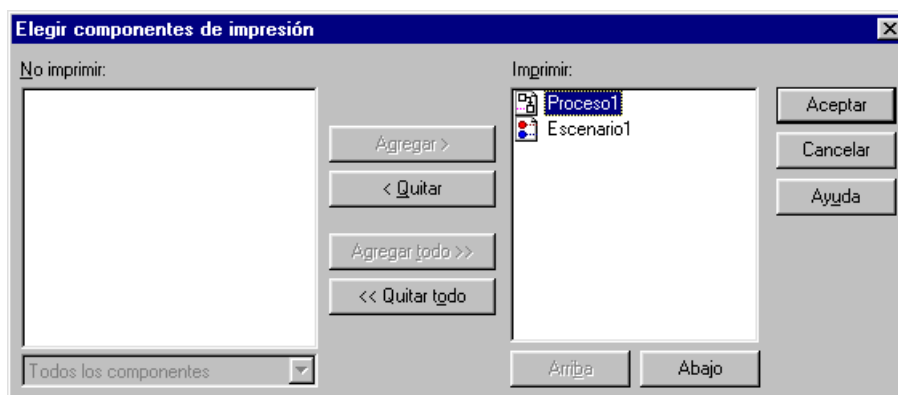 Elegir componentes de impresión
No imprimir:
Imprimir:
Proceso1
Escenario1
Agregar >
< Quitar
Agregar todo >>
<< Quitar todo
Aceptar
Cancelar
Ayuda
Todos los componentes
Arriba
Abajo